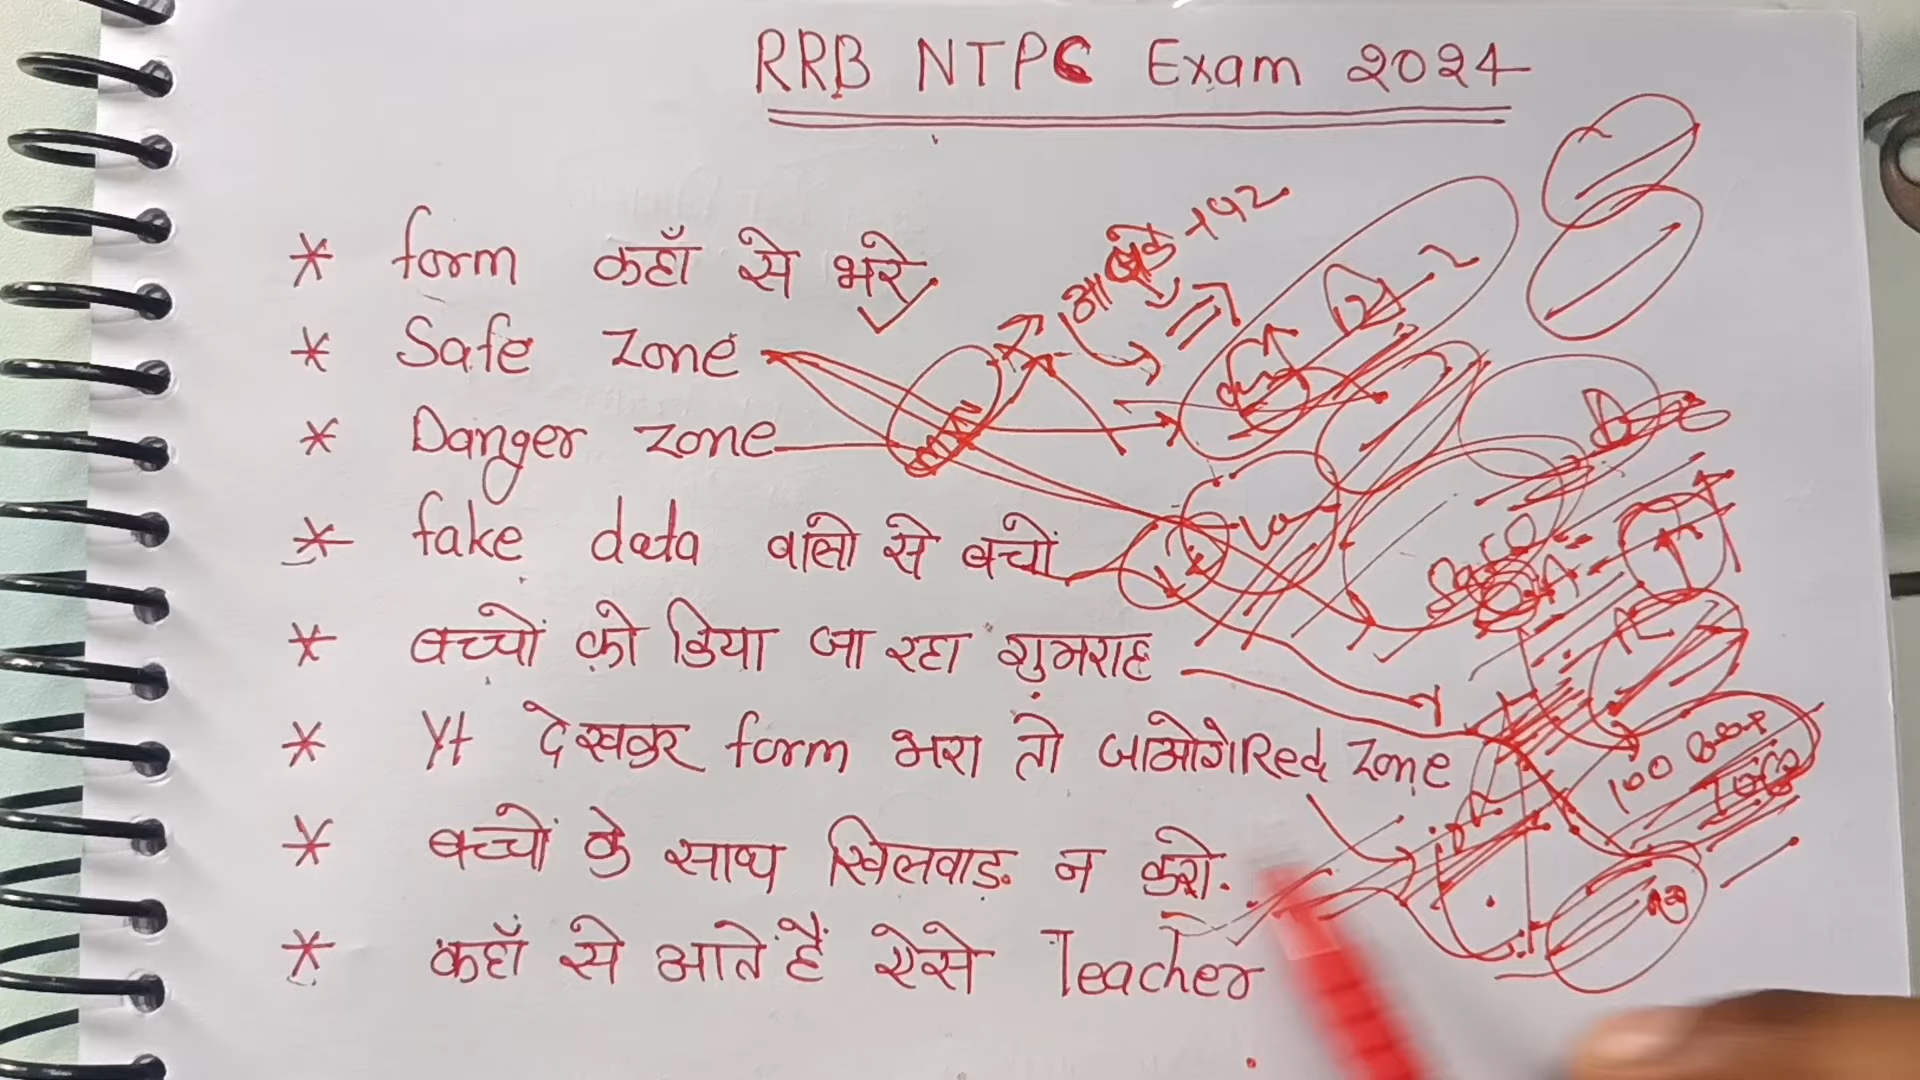 RRB NTPC Exam 2024
* form कहाँ से भरे
* Safe Zone
* Danger Zone
* fake data वालो से बचों
* बच्चों को किया जा रहा गुमराह
* Yt देखकर form भरा तो जाओगे Red Zone
* बच्चों के साथ खिलवाड़ न करो.
* कहाँ से आते हैं ऐसे Teacher
100